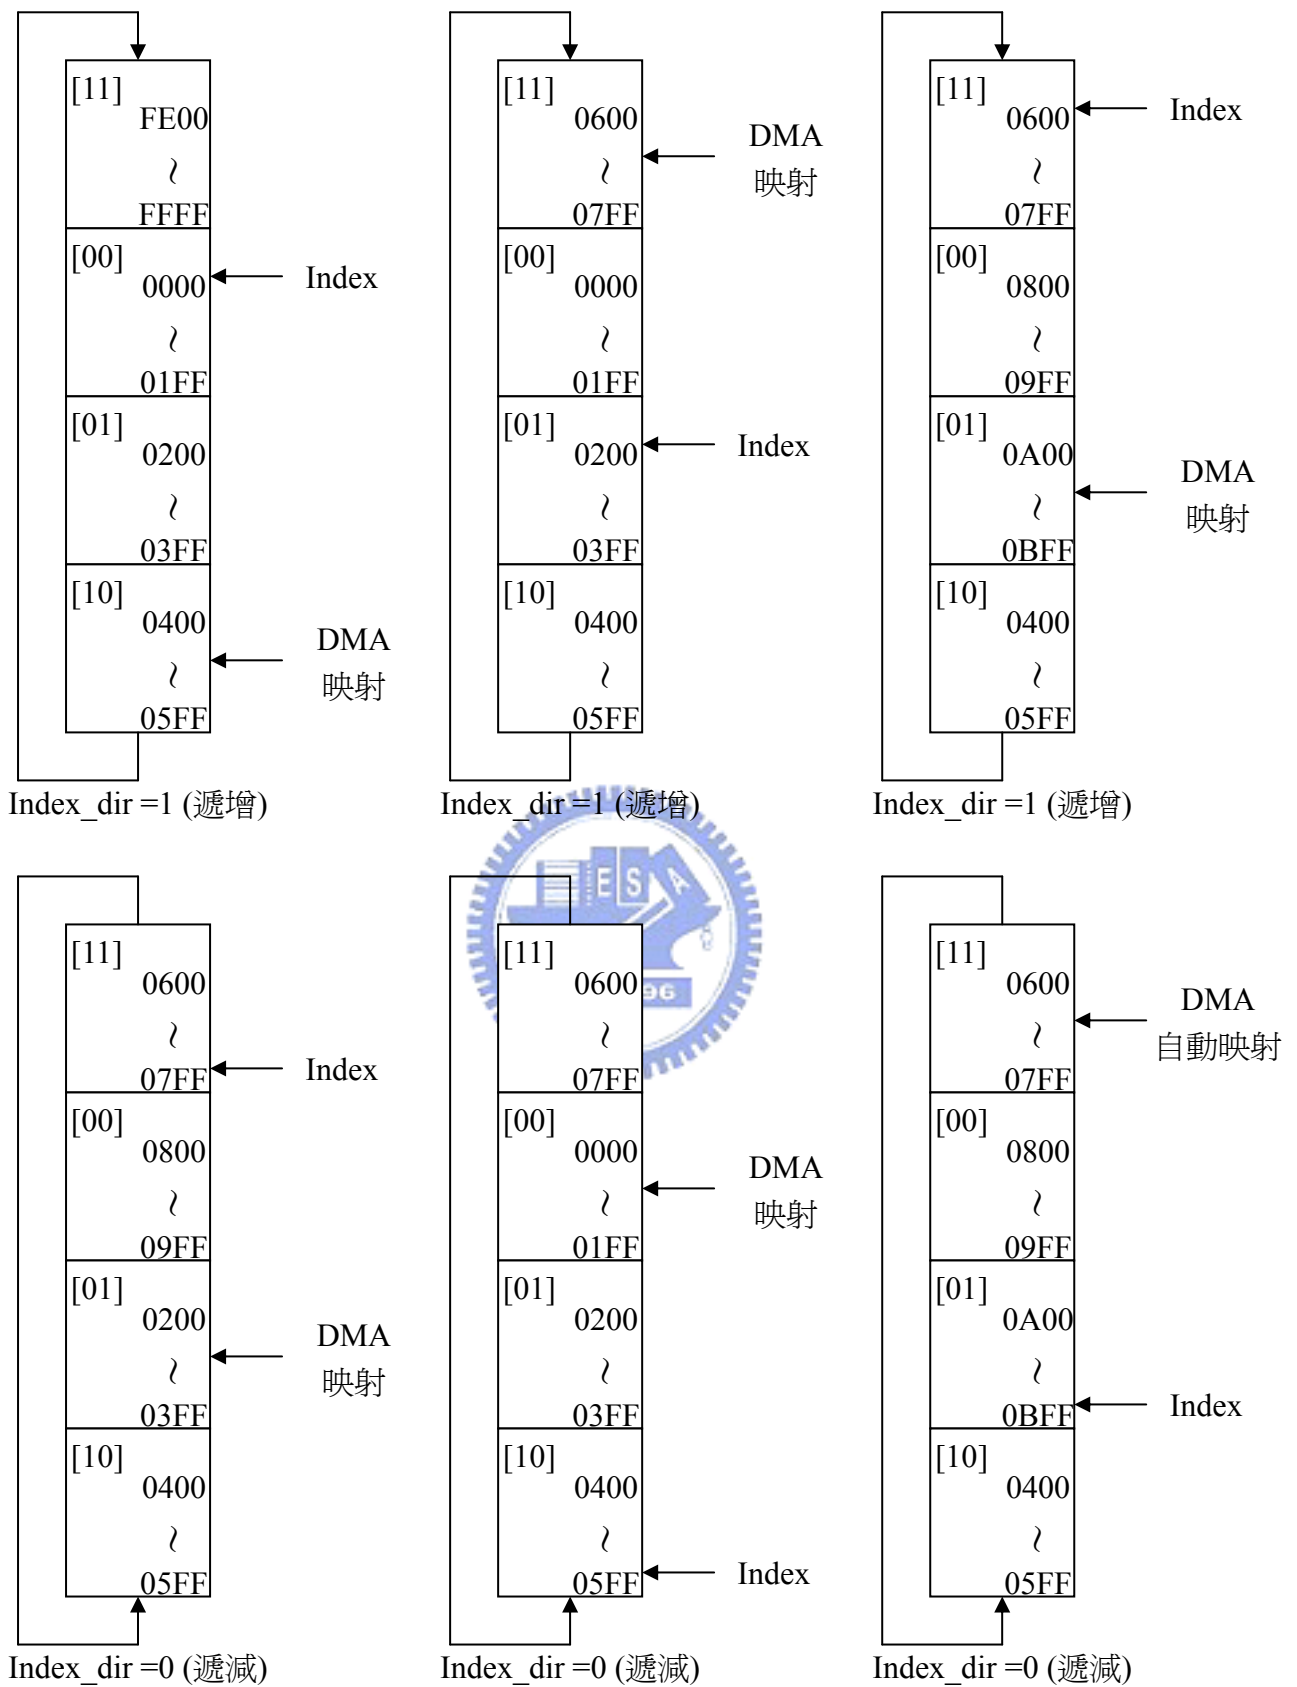 [11]
FE00
~
FFFF
[00]
0000
~
01FF
[01]
0200
~
03FF
[10]
0400
~
05FF
Index
DMA
映射
Index_dir =1 (遞增)
[11]
0600
~
07FF
[00]
0000
~
01FF
[01]
0200
~
03FF
[10]
0400
~
05FF
DMA
映射
Index
Index_dir =1 (遞增)
[11]
0600
~
07FF
[00]
0800
~
09FF
[01]
0A00
~
0BFF
[10]
0400
~
05FF
Index
DMA
映射
Index_dir =1 (遞增)
[11]
0600
~
07FF
[00]
0800
~
09FF
[01]
0200
~
03FF
[10]
0400
~
05FF
Index
DMA
映射
Index_dir =0 (遞減)
[11]
0600
~
07FF
[00]
0000
~
01FF
[01]
0200
~
03FF
[10]
0400
~
05FF
DMA
映射
Index
Index_dir =0 (遞減)
[11]
0600
~
07FF
[00]
0800
~
09FF
[01]
0A00
~
0BFF
[10]
0400
~
05FF
DMA
自動映射
Index
Index_dir =0 (遞減)
E S A
96